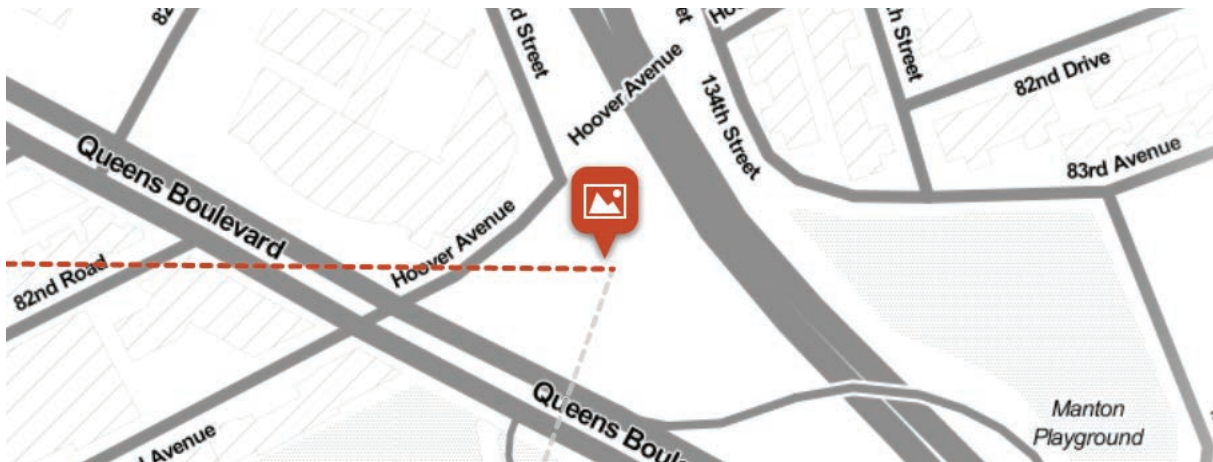 Street
Hoover Avenue
134th Street
Street
82nd Drive
83rd Avenue
Queens Boulevard
Hoover Avenue
82nd Road
Queens
Avenue
Manton
Playground